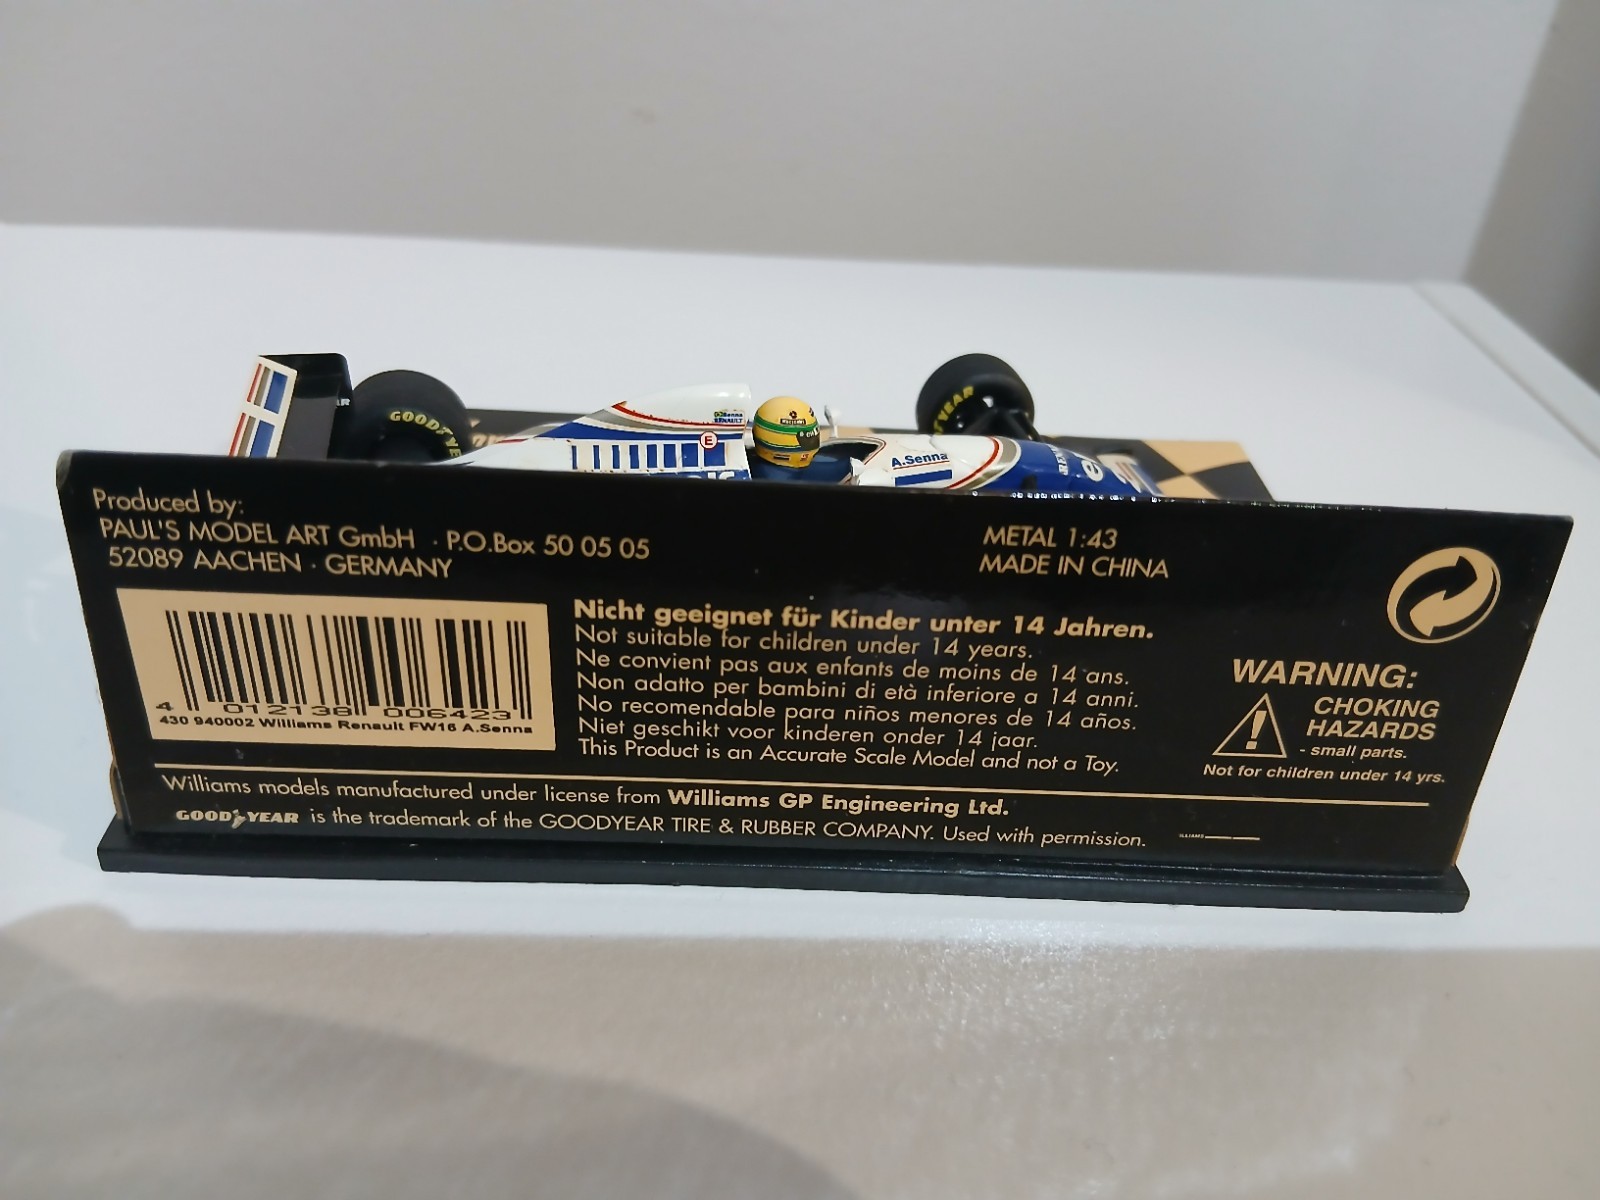 GOODYE
YEAR
Senna
RENAULT
E
A.Senna
Produced by:
PAUL'S MODEL ART GmbH · P.O.Box 50 05 05
52089 AACHEN · GERMANY
METAL 1:43
MADE IN CHINA
4 012138 006423
430 940002 Williams Renault FW16 A.Senna
Nicht geeignet für Kinder unter 14 Jahren.
Not suitable for children under 14 years.
Ne convient pas aux enfants de moins de 14 ans.
Non adatto per bambini di età inferiore a 14 anni.
No recomendable para niños menores de 14 años.
Niet geschikt voor kinderen onder 14 jaar.
This Product is an Accurate Scale Model and not a Toy.
WARNING:
CHOKING
HAZARDS
- small parts.
Not for children under 14 yrs.
Williams models manufactured under license from Williams GP Engineering Ltd.
GOODYEAR is the trademark of the GOODYEAR TIRE & RUBBER COMPANY. Used with permission.